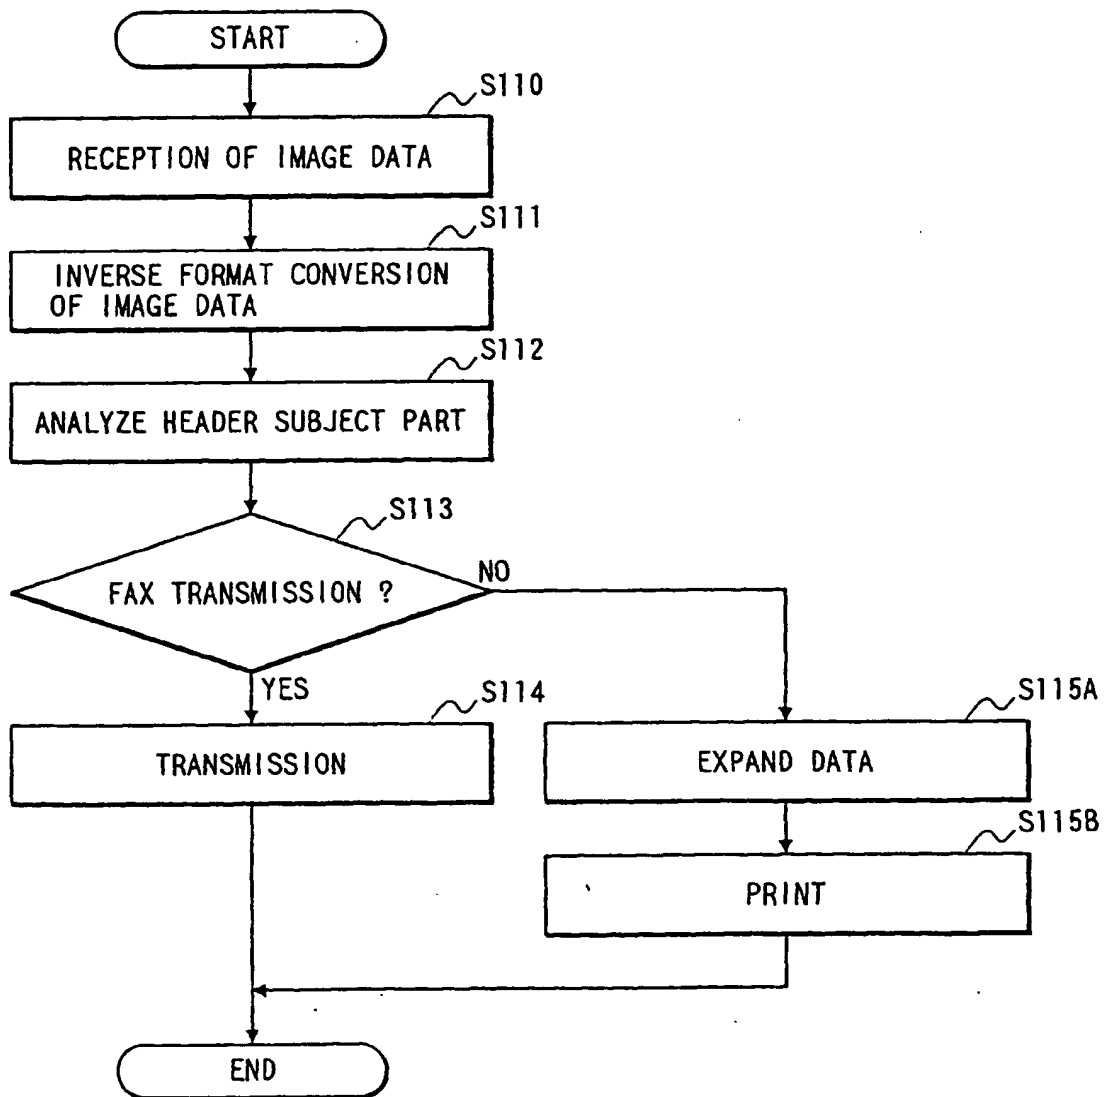 START
S110
RECEPTION OF IMAGE DATA
S111
INVERSE FORMAT CONVERSION
OF IMAGE DATA
S112
ANALYZE HEADER SUBJECT PART
S113
FAX TRANSMISSION ?
NO
YES
S114
TRANSMISSION
S115A
EXPAND DATA
S115B
PRINT
END